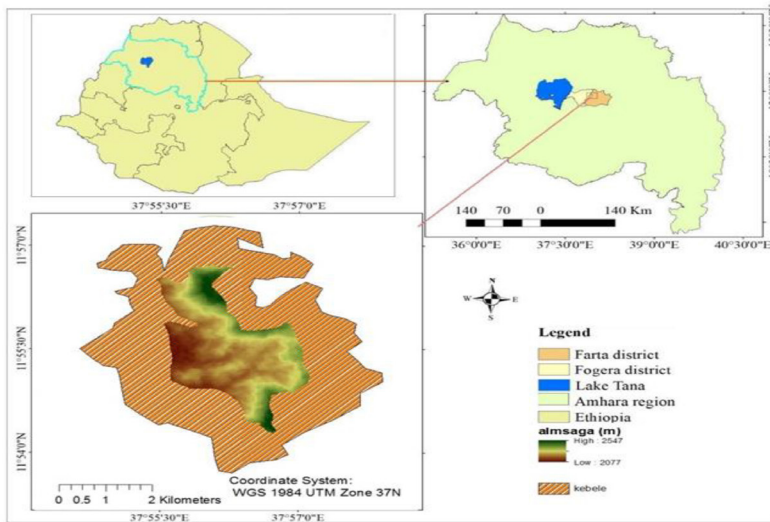 37°55'30"E 37°57'0"E
140 70 0 140 Km
36°0'0"E 37°30'0"E 39°0'0"E 40°30'0"E
11°57'0"N
11°55'30"N
11°54'0"N
N
W E
S
Legend
Farta district
Fogera district
Lake Tana
Amhara region
Ethiopia
almsaga (m)
High : 2547
Low : 2077
kebele
Coordinate System:
WGS 1984 UTM Zone 37N
0 0.5 1 2 Kilometers
37°55'30"E 37°57'0"E